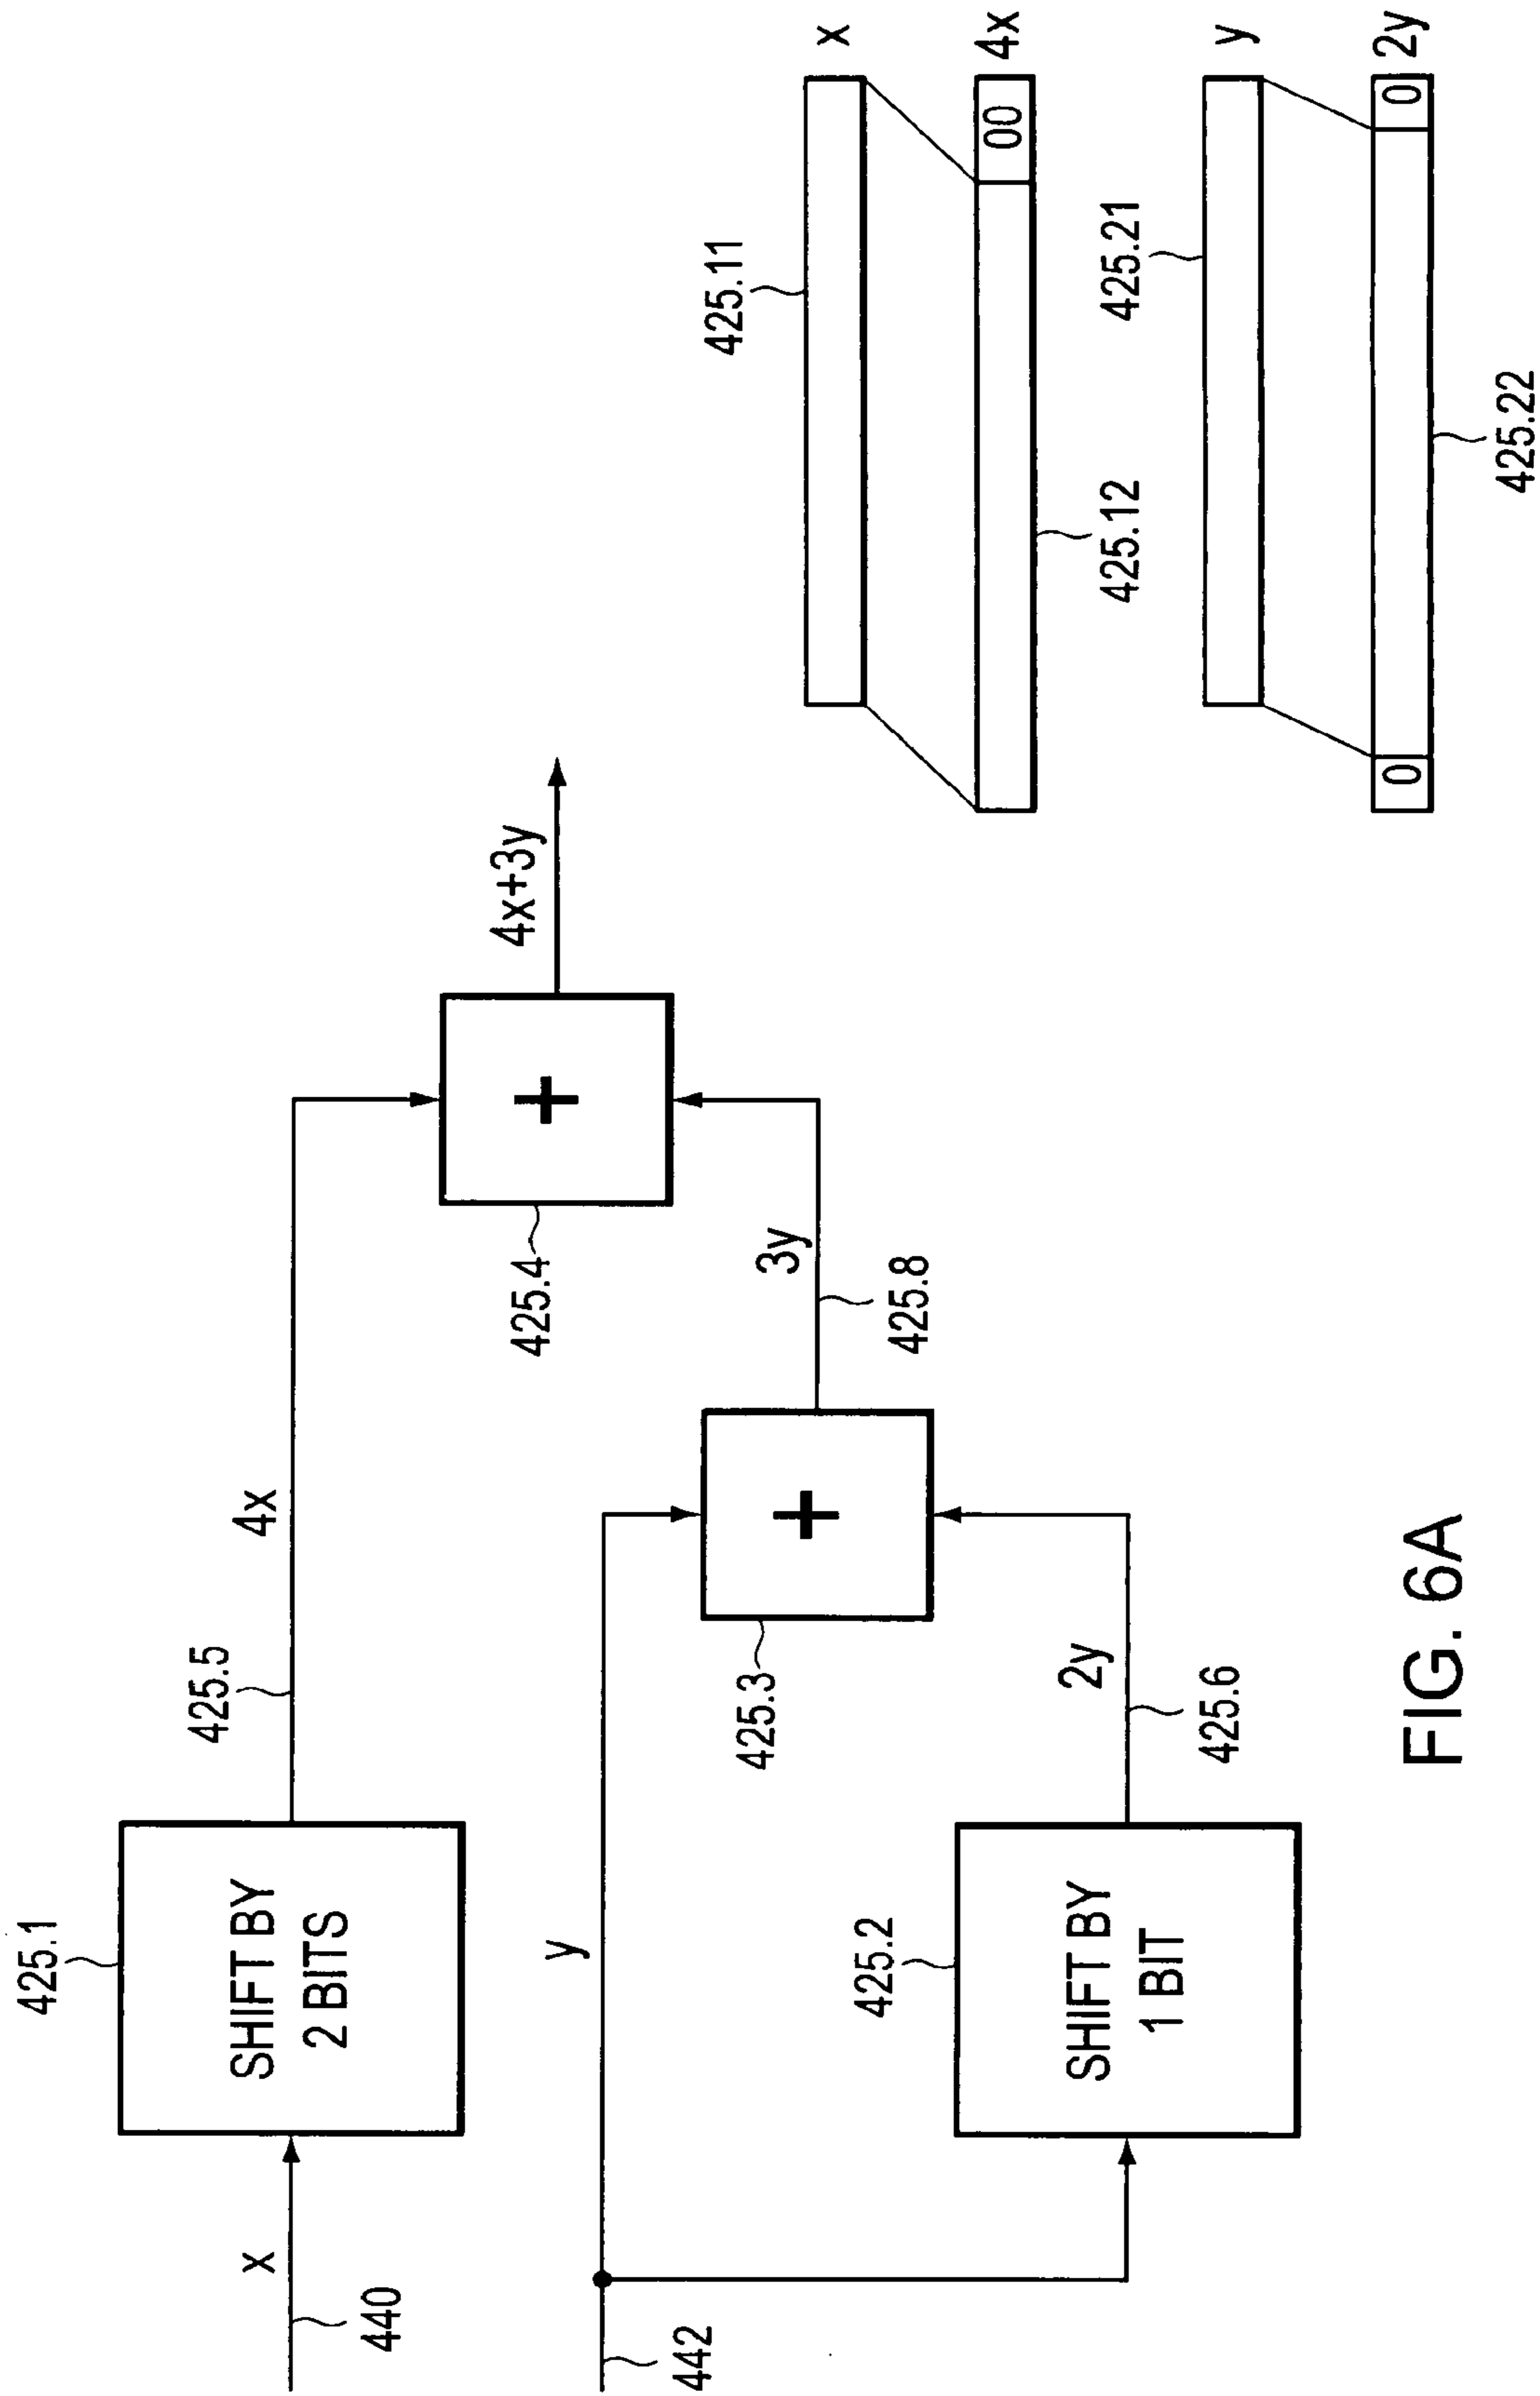 425.1
SHIFT BY
2 BITS
x
440
425.5
4x
4x+3y
+
425.4
y
442
425.2
SHIFT BY
1 BIT
425.3
+
3y
425.8
2y
425.6
425.11
x
00
4x
425.12
425.21
y
0
0
2y
425.22
FIG. 6A